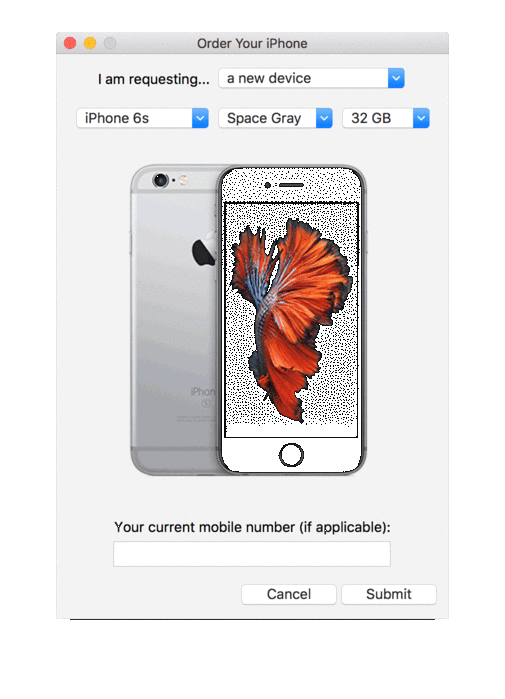 Order Your iPhone
I am requesting... a new device
iPhone 6s Space Gray 32 GB
iPhon
S
Your current mobile number (if applicable):
Cancel Submit